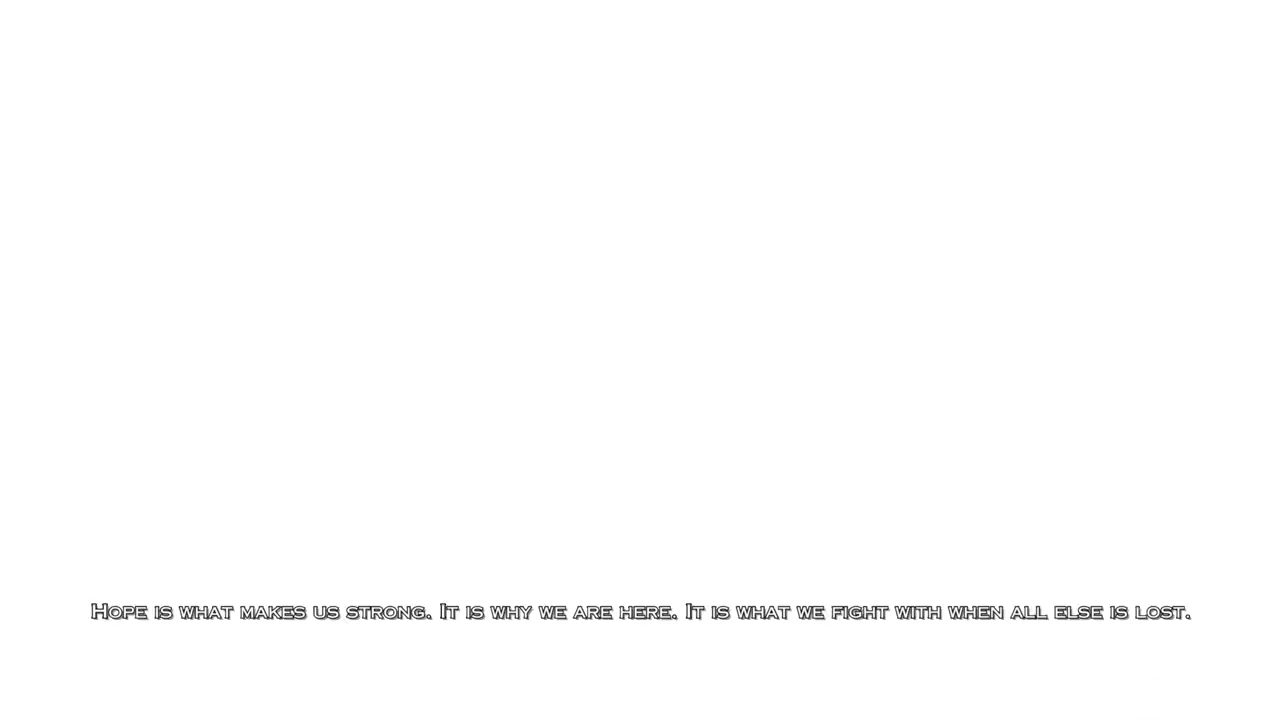 Hope is what makes us strong. It is why we are here. It is what we fight with when all else is lost.